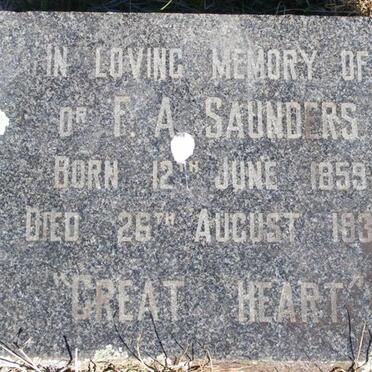 IN LOVING MEMORY OF
DR F. A. SAUNDERS
BORN 12TH JUNE 1859
DIED 26TH AUGUST 193
"GREAT HEART"